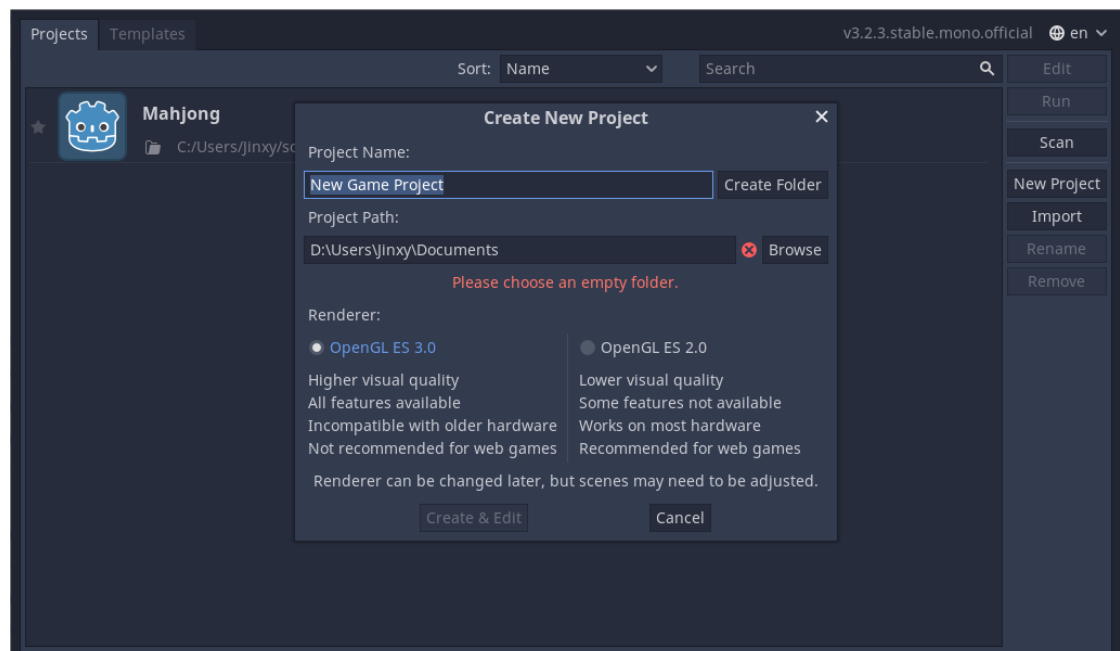 Projects Templates v3.2.3.stable.mono.official en
Sort: Name Search Edit
Run
Mahjong
C:/Users/Jinxy/
Scan
New Project
Import
Rename
Remove
Create New Project
Project Name:
New Game Project Create Folder
Project Path:
D:\Users\Jinxy\Documents Browse
Please choose an empty folder.
Renderer:
OpenGL ES 3.0
Higher visual quality
All features available
Incompatible with older hardware
Not recommended for web games
OpenGL ES 2.0
Lower visual quality
Some features not available
Works on most hardware
Recommended for web games
Renderer can be changed later, but scenes may need to be adjusted.
Create & Edit Cancel